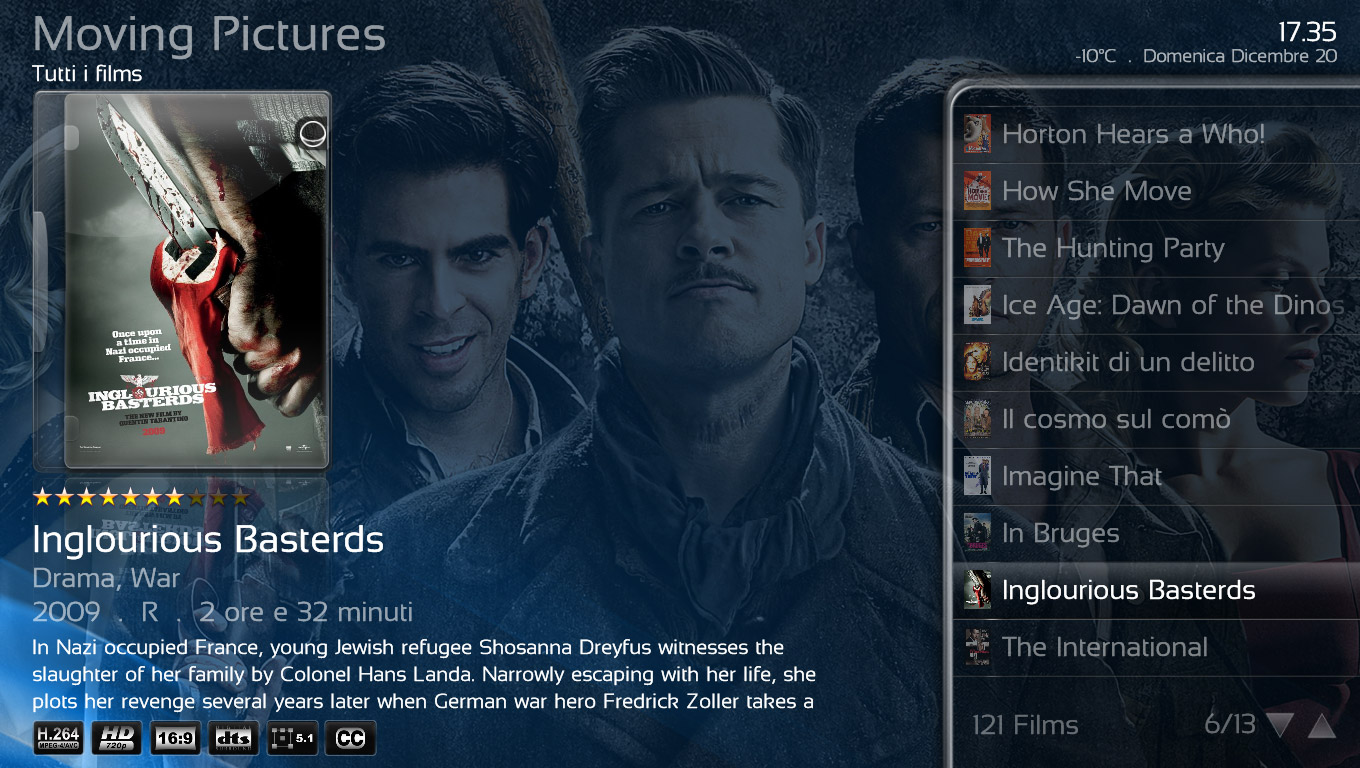 Moving Pictures
Tutti i films
17.35
-10°C . Domenica Dicembre 20
Once upon
a time in
Nazi occupied
France...
INGLOURIOUS
BASTERDS
THE NEW FILM BY
QUENTIN TARANTINO
2009
Inglourious Basterds
Drama, War
2009 . R . 2 ore e 32 minuti
In Nazi occupied France, young Jewish refugee Shosanna Dreyfus witnesses the
slaughter of her family by Colonel Hans Landa. Narrowly escaping with her life, she
plots her revenge several years later when German war hero Fredrick Zoller takes a
H.264
MPEG-4/AVC
HD
720p
16:9
dts
5.1
CC
Horton Hears a Who!
How She Move
The Hunting Party
Ice Age: Dawn of the Dinos
Identikit di un delitto
Il cosmo sul comò
Imagine That
In Bruges
Inglourious Basterds
The International
121 Films
6/13